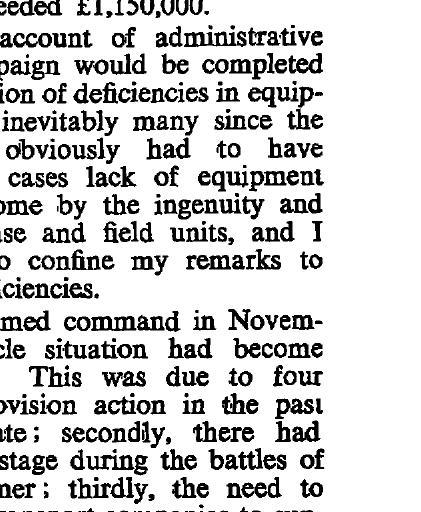 eeded £1,150,000.
account of administrative
paign would be completed
ion of deficiencies in equip-
inevitably many since the
obviously had to have
cases lack of equipment
ome by the ingenuity and
se and field units, and I
o confine my remarks to
iciencies.
med command in Novem-
cle situation had become
This was due to four
ovision action in the past
te; secondly, there had
stage during the battles of
ner; thirdly, the need to
companies to